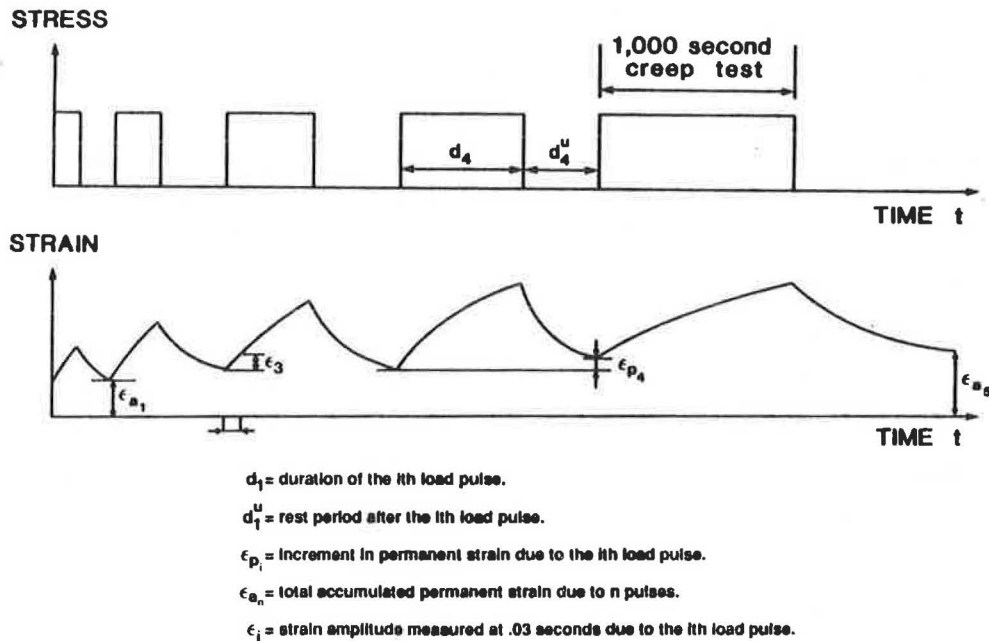 STRESS
1,000 second
creep test
d₄
d₄ᵘ
TIME t
STRAIN
ϵ₃
ϵₚ₄
ϵₐ₁
ϵₐ₅
TIME t
d₁= duration of the ith load pulse.
d₁ᵘ= rest period after the ith load pulse.
ϵₚᵢ= increment in permanent strain due to the ith load pulse.
ϵₐₙ= total accumulated permanent strain due to n pulses.
ϵᵢ = strain amplitude measured at .03 seconds due to the ith load pulse.